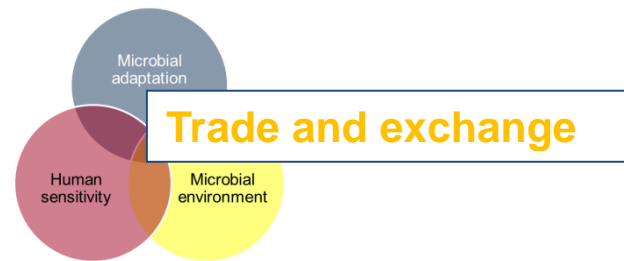 Microbial
adaptation
Trade and exchange
Human
sensitivity
Microbial
environment